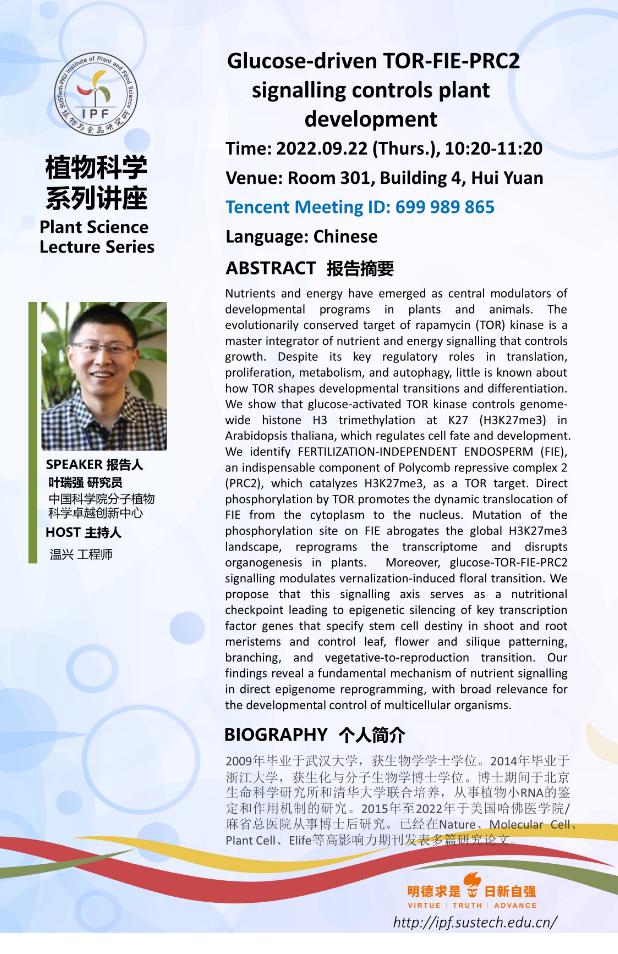 SUSTech-PKU Institute of Plant and Food Science
植物与食品研究所
IPF
植物科学
系列讲座
Plant Science
Lecture Series
SPEAKER 报告人
叶瑞强 研究员
中国科学院分子植物
科学卓越创新中心
HOST 主持人
温兴 工程师
Glucose-driven TOR-FIE-PRC2
signalling controls plant
development
Time: 2022.09.22 (Thurs.), 10:20-11:20
Venue: Room 301, Building 4, Hui Yuan
Tencent Meeting ID: 699 989 865
Language: Chinese
ABSTRACT 报告摘要
Nutrients and energy have emerged as central modulators of
developmental programs in plants and animals. The
evolutionarily conserved target of rapamycin (TOR) kinase is a
master integrator of nutrient and energy signalling that controls
growth. Despite its key regulatory roles in translation,
proliferation, metabolism, and autophagy, little is known about
how TOR shapes developmental transitions and differentiation.
We show that glucose-activated TOR kinase controls genome-
wide histone H3 trimethylation at K27 (H3K27me3) in
Arabidopsis thaliana, which regulates cell fate and development.
We identify FERTILIZATION-INDEPENDENT ENDOSPERM (FIE),
an indispensable component of Polycomb repressive complex 2
(PRC2), which catalyzes H3K27me3, as a TOR target. Direct
phosphorylation by TOR promotes the dynamic translocation of
FIE from the cytoplasm to the nucleus. Mutation of the
phosphorylation site on FIE abrogates the global H3K27me3
landscape, reprograms the transcriptome and disrupts
organogenesis in plants. Moreover, glucose-TOR-FIE-PRC2
signalling modulates vernalization-induced floral transition. We
propose that this signalling axis serves as a nutritional
checkpoint leading to epigenetic silencing of key transcription
factor genes that specify stem cell destiny in shoot and root
meristems and control leaf, flower and silique patterning,
branching, and vegetative-to-reproduction transition. Our
findings reveal a fundamental mechanism of nutrient signalling
in direct epigenome reprogramming, with broad relevance for
the developmental control of multicellular organisms.
BIOGRAPHY 个人简介
2009年毕业于武汉大学，获生物学学士学位。2014年毕业于
浙江大学，获生化与分子生物学博士学位。博士期间于北京
生命科学研究所和清华大学联合培养，从事植物小RNA的鉴
定和作用机制的研究。2015年至2022年于美国哈佛医学院/
麻省总医院从事博士后研究。已经在Nature、Molecular Cell、
Plant Cell、Elife等高影响力期刊发表多篇研究论文。
明德求是 日新自强
VIRTUE | TRUTH | ADVANCE
http://ipf.sustech.edu.cn/